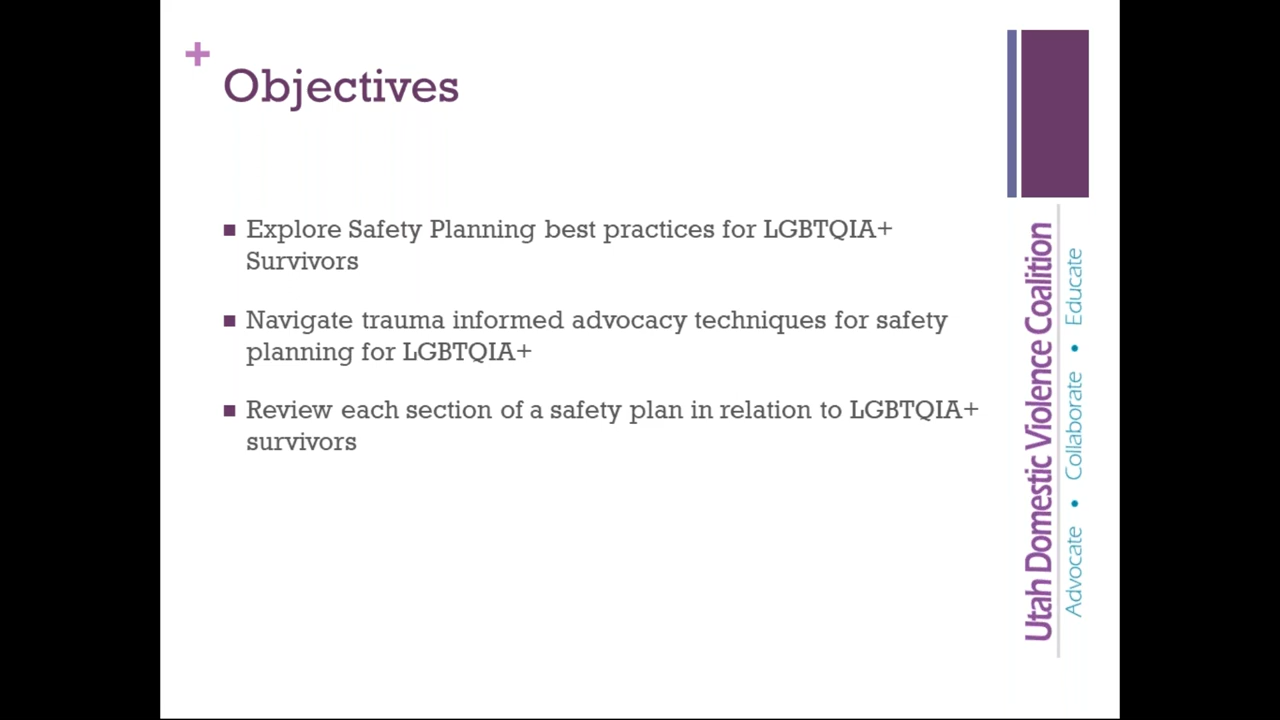 +
Objectives
■ Explore Safety Planning best practices for LGBTQIA+
Survivors
■ Navigate trauma informed advocacy techniques for safety
planning for LGBTQIA+
■ Review each section of a safety plan in relation to LGBTQIA+
survivors
Utah Domestic Violence Coalition
Advocate • Collaborate • Educate